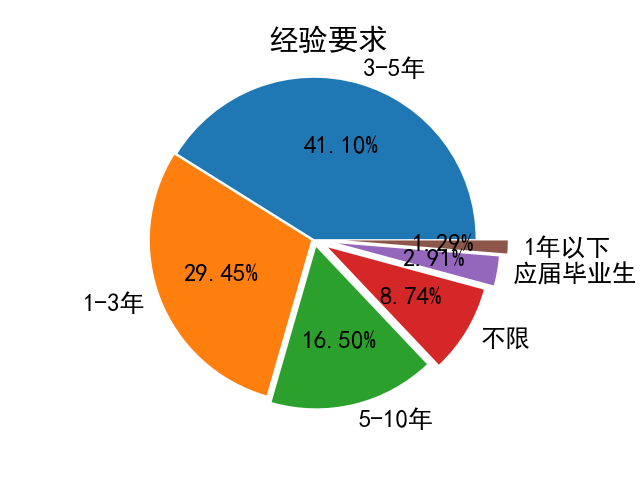 经验要求
3-5年
41.10%
1.29%
1年以下
2.91%
应届毕业生
29.45%
8.74%
1-3年
16.50%
不限
5-10年